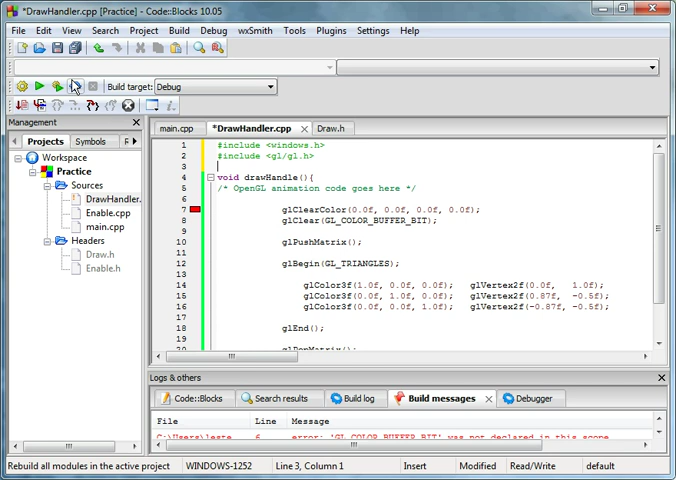 *DrawHandler.cpp [Practice] - Code::Blocks 10.05
File Edit View Search Project Build Debug wxSmith Tools Plugins Settings Help
Build target: Debug
Management
Projects Symbols
Workspace
Practice
Sources
DrawHandler.
Enable.cpp
main.cpp
Headers
Draw.h
Enable.h
main.cpp *DrawHandler.cpp Draw.h
1 #include <windows.h>
2 #include <gl/gl.h>
3
4 void drawHandle(){
5 /* OpenGL animation code goes here */
6
7 glClearColor(0.0f, 0.0f, 0.0f, 0.0f);
8 glClear(GL_COLOR_BUFFER_BIT);
9
10 glPushMatrix();
11
12 glBegin(GL_TRIANGLES);
13
14 glColor3f(1.0f, 0.0f, 0.0f); glVertex2f(0.0f, 1.0f);
15 glColor3f(0.0f, 1.0f, 0.0f); glVertex2f(0.87f, -0.5f);
16 glColor3f(0.0f, 0.0f, 1.0f); glVertex2f(-0.87f, -0.5f);
17
18 glEnd();
19
20 glPopMatrix();
Logs & others
Code::Blocks Search results Build log Build messages Debugger
File Line Message
C:\Users\leste... 6 error: 'GL_COLOR_BUFFER_BIT' was not declared in this scope
Rebuild all modules in the active project WINDOWS-1252 Line 3, Column 1 Insert Modified Read/Write default